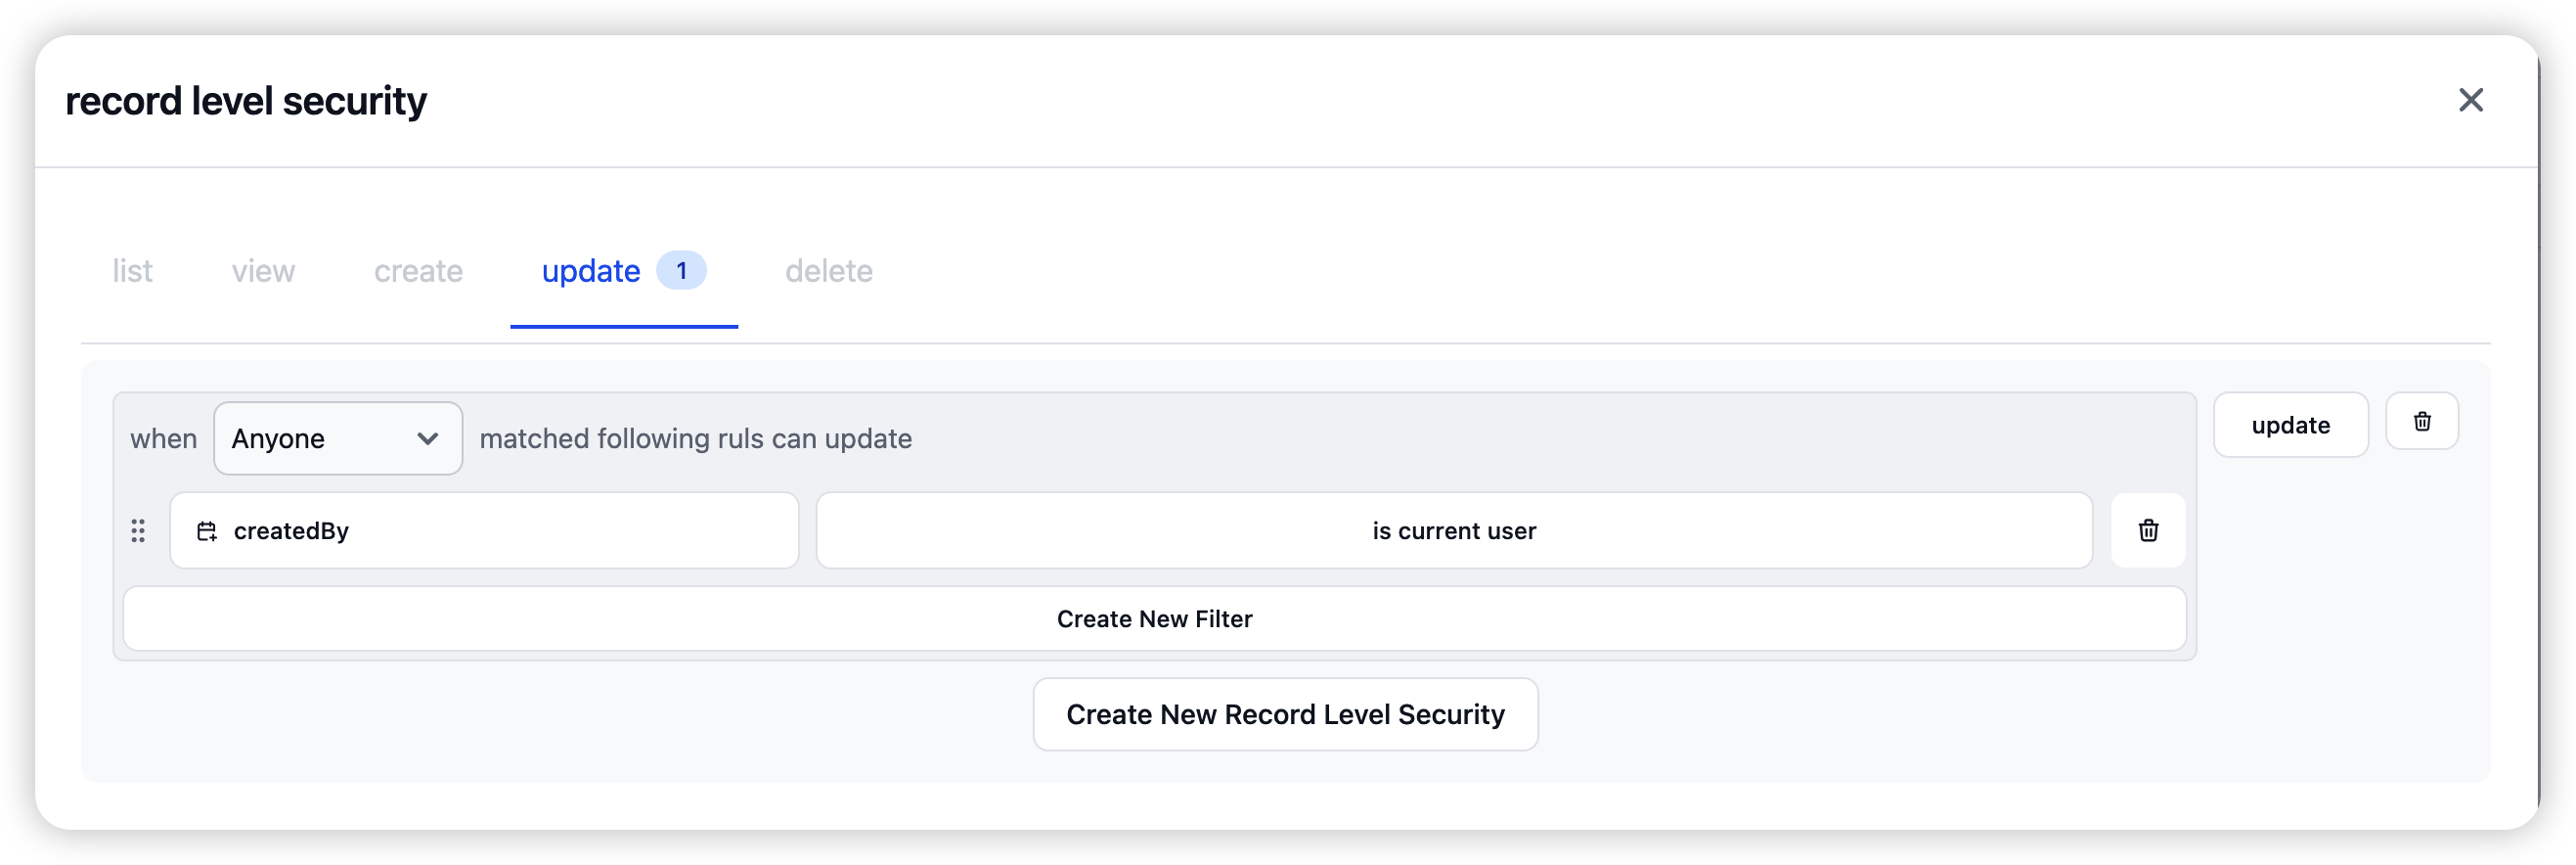 record level security
list view create update 1 delete
when Anyone matched following ruls can update
update
createdBy is current user
Create New Filter
Create New Record Level Security